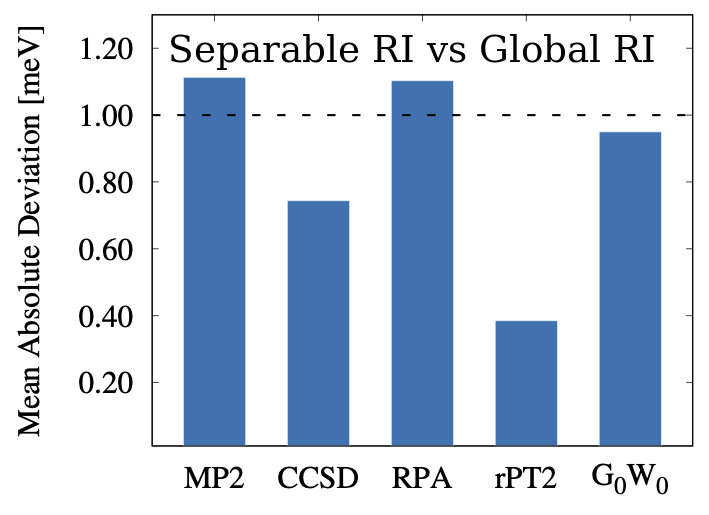 Separable RI vs Global RI
Mean Absolute Deviation [meV]
1.20
1.00
0.80
0.60
0.40
0.20
MP2 CCSD RPA rPT2 G₀W₀